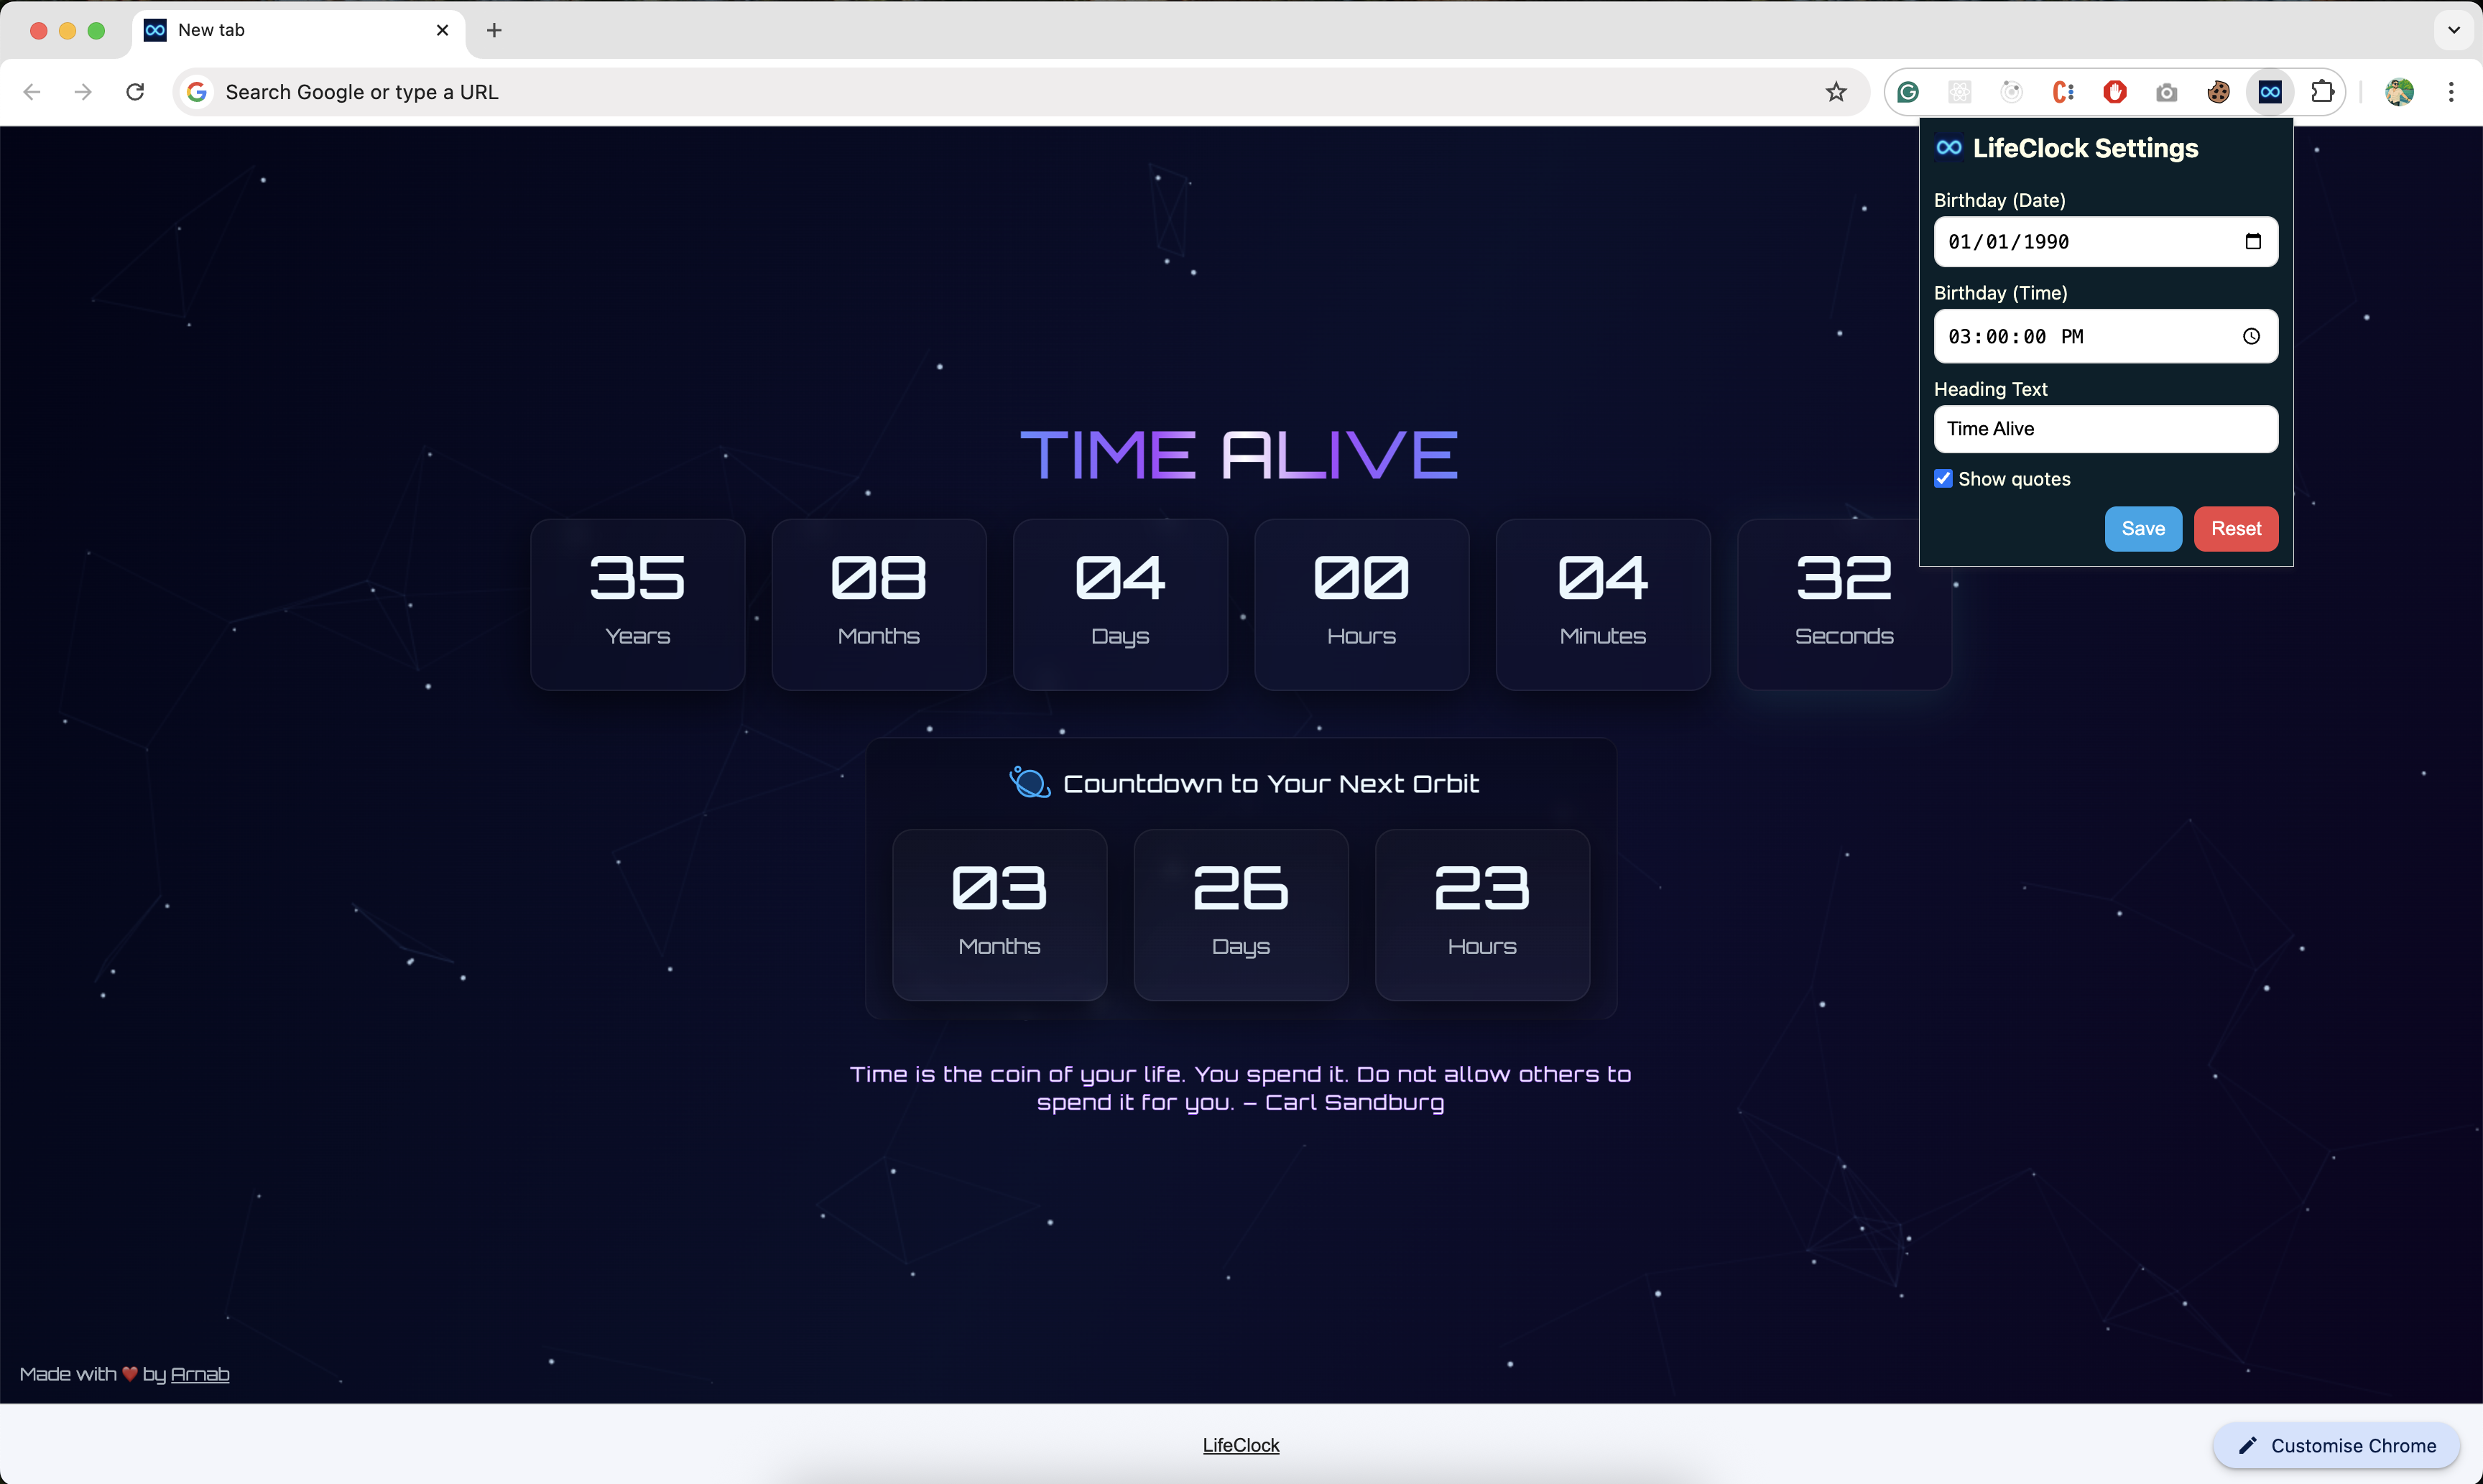 New tab
Search Google or type a URL
LifeClock Settings
Birthday (Date)
01/01/1990
Birthday (Time)
03:00:00 PM
Heading Text
Time Alive
Show quotes
Save Reset
TIME ALIVE
35 08 04 00 04 32
Years Months Days Hours Minutes Seconds
Countdown to Your Next Orbit
03 26 23
Months Days Hours
Time is the coin of your life. You spend it. Do not allow others to
spend it for you. – Carl Sandburg
Made with ❤️ by Arnab
LifeClock
Customise Chrome